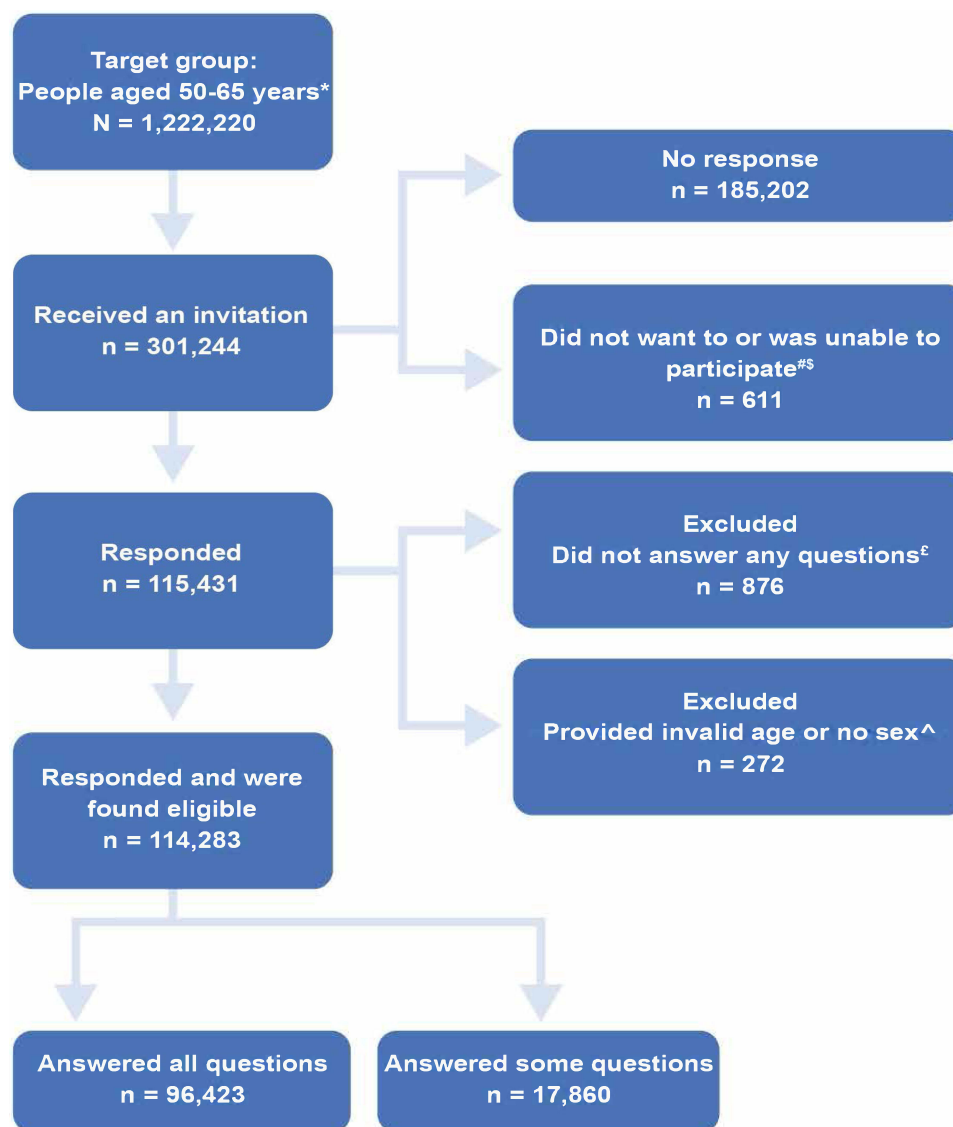 Target group:
People aged 50-65 years*
N = 1,222,220
No response
n = 185,202
Received an invitation
n = 301,244
Did not want to or was unable to
participate#$
n = 611
Responded
n = 115,431
Excluded
Did not answer any questions£
n = 876
Excluded
Provided invalid age or no sex^
n = 272
Responded and were
found eligible
n = 114,283
Answered all questions
n = 96,423
Answered some questions
n = 17,860